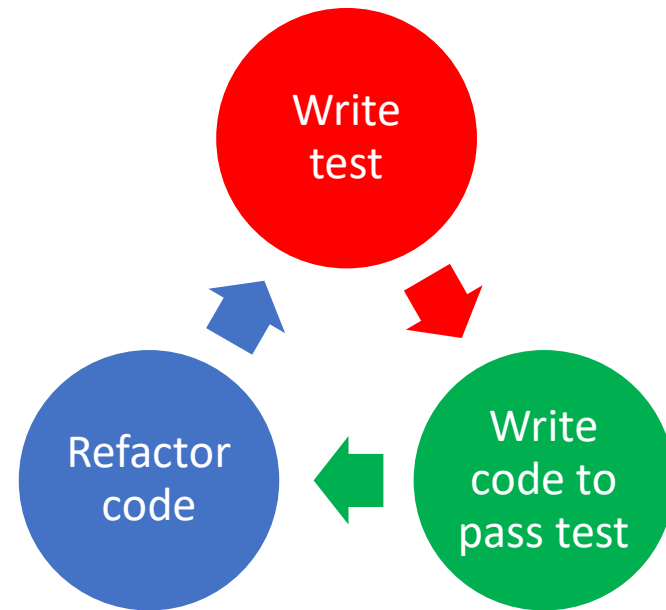 Write
test
Write
code to
pass test
Refactor
code